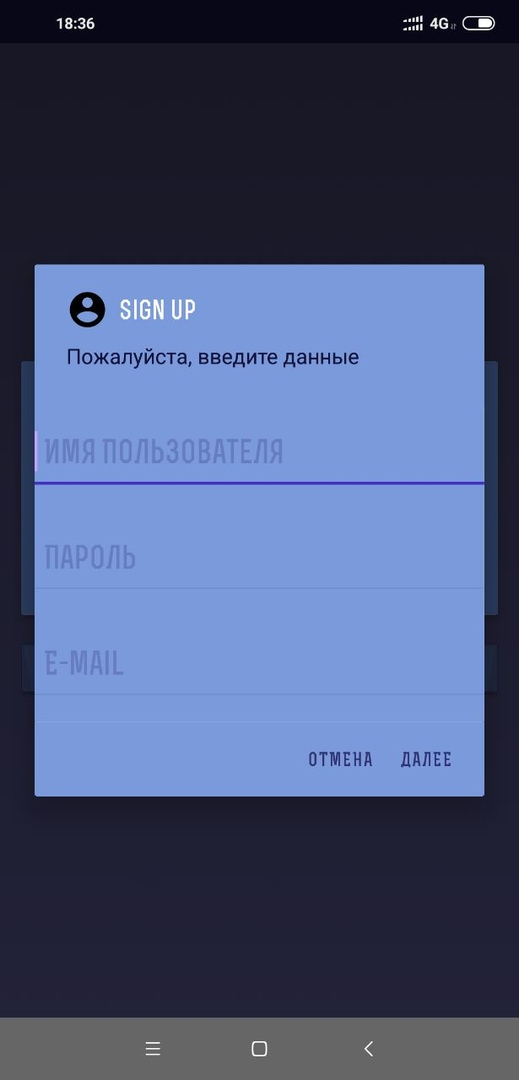 18:36
4G
SIGN UP
Пожалуйста, введите данные
ИМЯ ПОЛЬЗОВАТЕЛЯ
ПАРОЛЬ
E-MAIL
ОТМЕНА ДАЛЕЕ